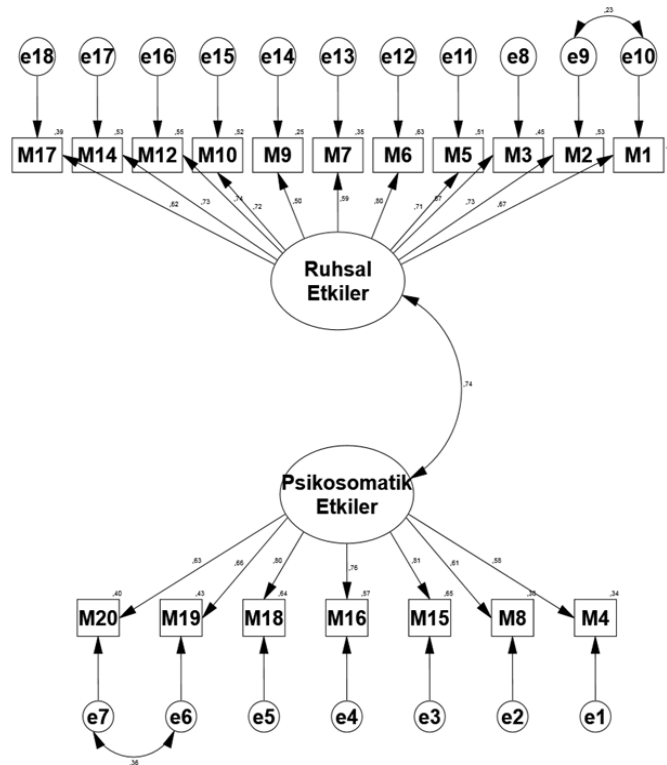 ,23
e18 e17 e16 e15 e14 e13 e12 e11 e8 e9 e10
,39 ,53 ,55 ,52 ,25 ,35 ,63 ,51 ,45 ,53
M17 M14 M12 M10 M9 M7 M6 M5 M3 M2 M1
,62 ,73 ,74 ,72 ,50 ,59 ,80 ,71 ,67 ,73 ,67
Ruhsal
Etkiler
,74
Psikosomatik
Etkiler
,63 ,66 ,80 ,76 ,81 ,61 ,58
,40 ,43 ,64 ,57 ,65 ,34
M20 M19 M18 M16 M15 M8 M4
e7 e6 e5 e4 e3 e2 e1
,36